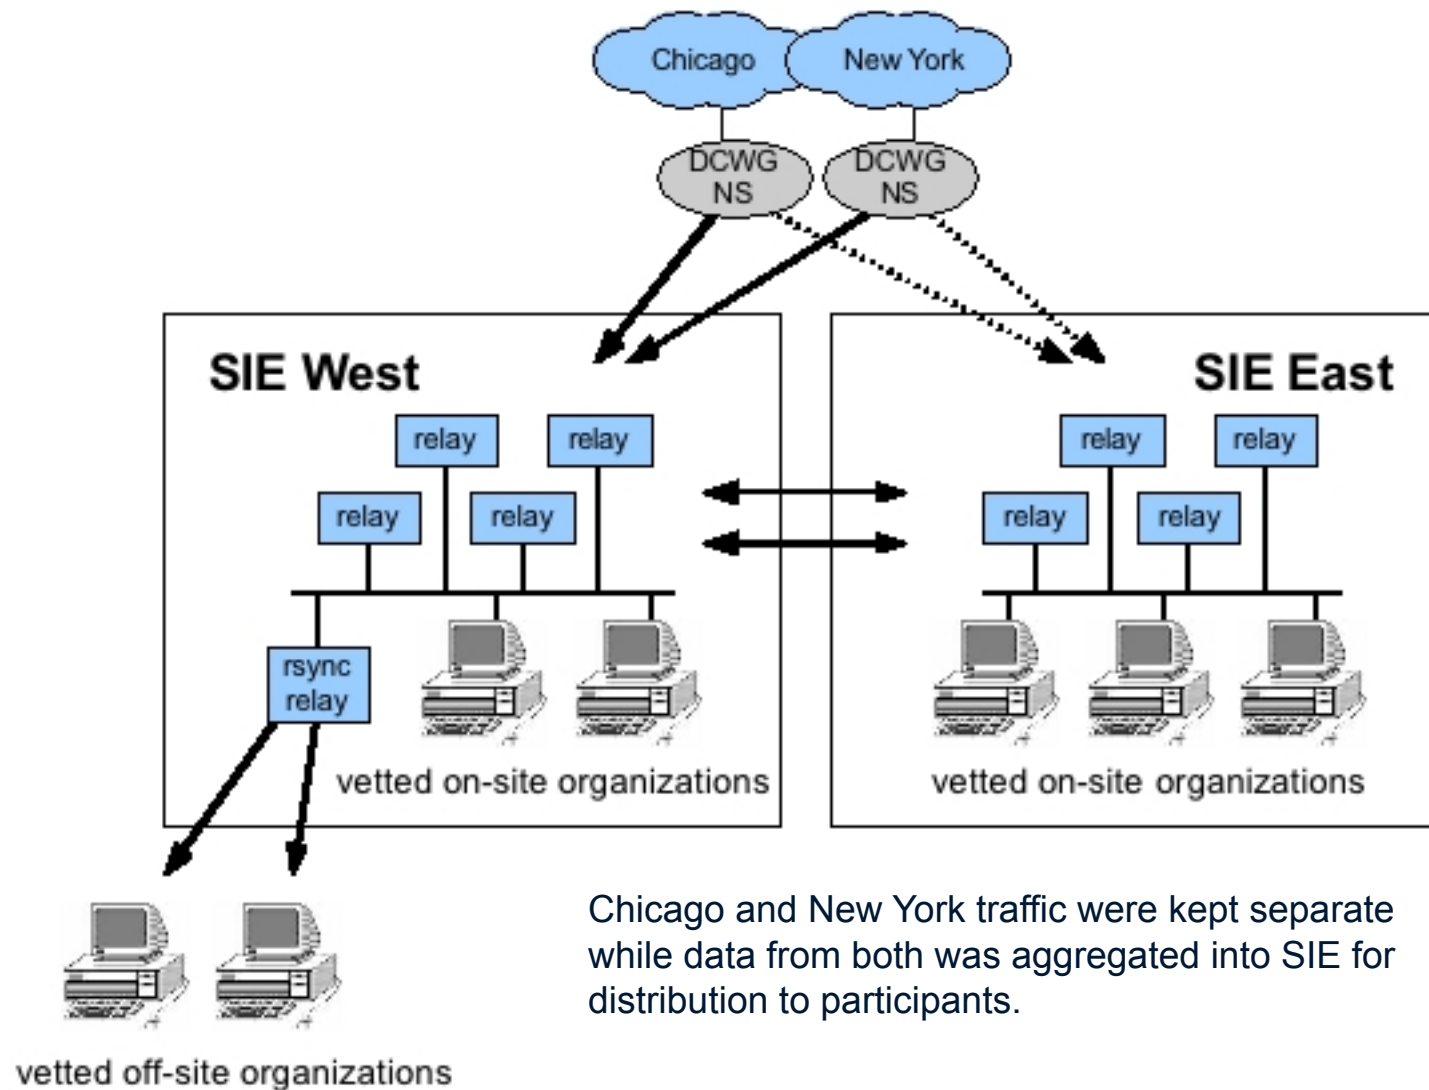 Chicago
New York
DCWG
NS
DCWG
NS
SIE West
SIE East
relay
relay
relay
relay
relay
relay
relay
relay
rsync
relay
vetted on-site organizations
vetted on-site organizations
Chicago and New York traffic were kept separate
while data from both was aggregated into SIE for
distribution to participants.
vetted off-site organizations